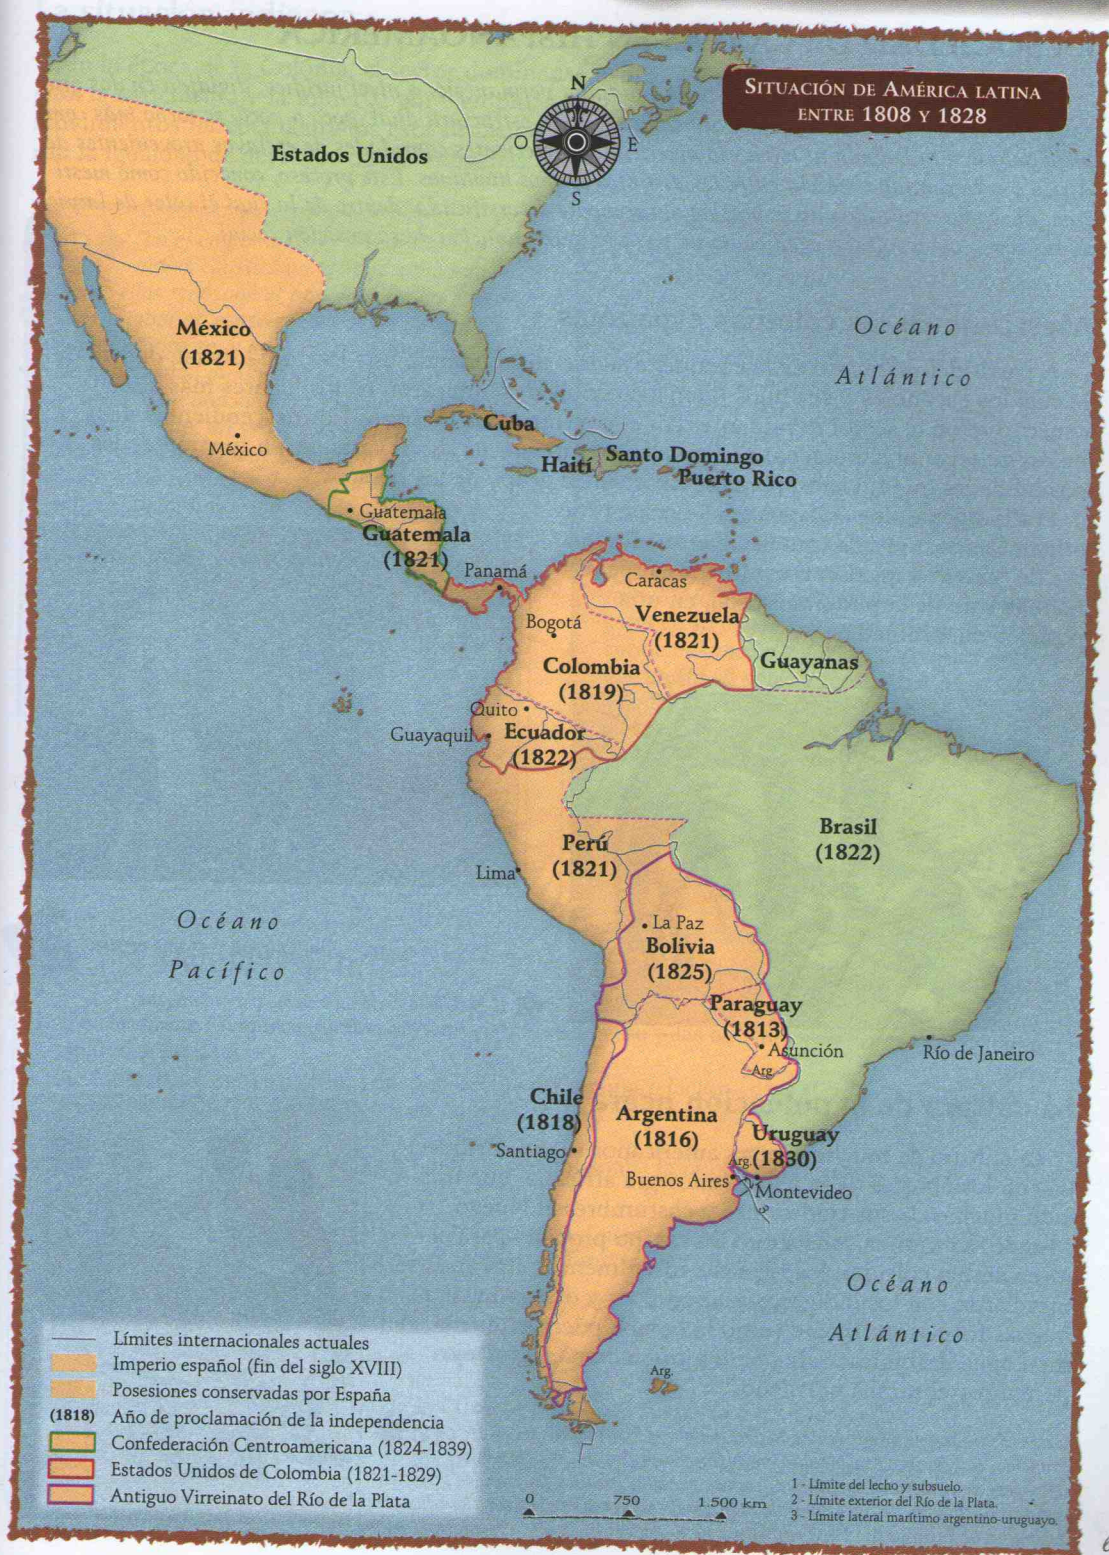 SITUACIÓN DE AMÉRICA LATINA
ENTRE 1808 Y 1828
N
O
E
S
Estados Unidos
Océano
Atlántico
México
(1821)
México
Cuba
Haití
Santo Domingo
Puerto Rico
Guatemala
Guatemala
(1821)
Panamá
Caracas
Venezuela
(1821)
Bogotá
Colombia
(1819)
Guayanas
Quito
Guayaquil
Ecuador
(1822)
Perú
(1821)
Lima
Brasil
(1822)
Océano
Pacífico
La Paz
Bolivia
(1825)
Paraguay
(1813)
Asunción
Arg.
Río de Janeiro
Chile
(1818)
Santiago
Argentina
(1816)
Uruguay
(1830)
Arg.
Buenos Aires
Montevideo
3
Océano
Atlántico
Arg.
Límites internacionales actuales
Imperio español (fin del siglo XVIII)
Posesiones conservadas por España
(1818) Año de proclamación de la independencia
Confederación Centroamericana (1824-1839)
Estados Unidos de Colombia (1821-1829)
Antiguo Virreinato del Río de la Plata
0 750 1.500 km
1 - Límite del lecho y subsuelo.
2 - Límite exterior del Río de la Plata.
3 - Límite lateral marítimo argentino-uruguayo.